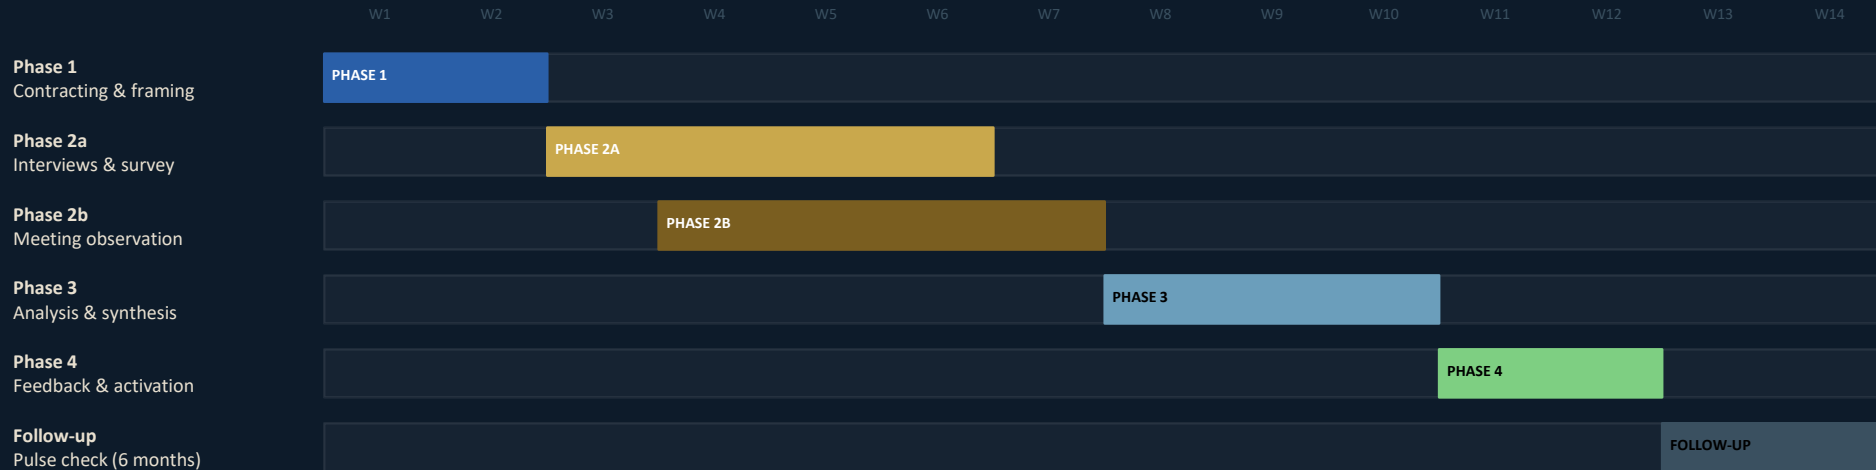 W1 W2 W3 W4 W5 W6 W7 W8 W9 W10 W11 W12 W13 W14
Phase 1
Contracting & framing
PHASE 1
Phase 2a
Interviews & survey
PHASE 2A
Phase 2b
Meeting observation
PHASE 2B
Phase 3
Analysis & synthesis
PHASE 3
Phase 4
Feedback & activation
PHASE 4
Follow-up
Pulse check (6 months)
FOLLOW-UP